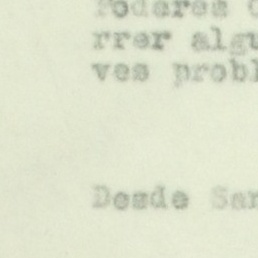 Poderes
rrer algu
ves probl
Desde San